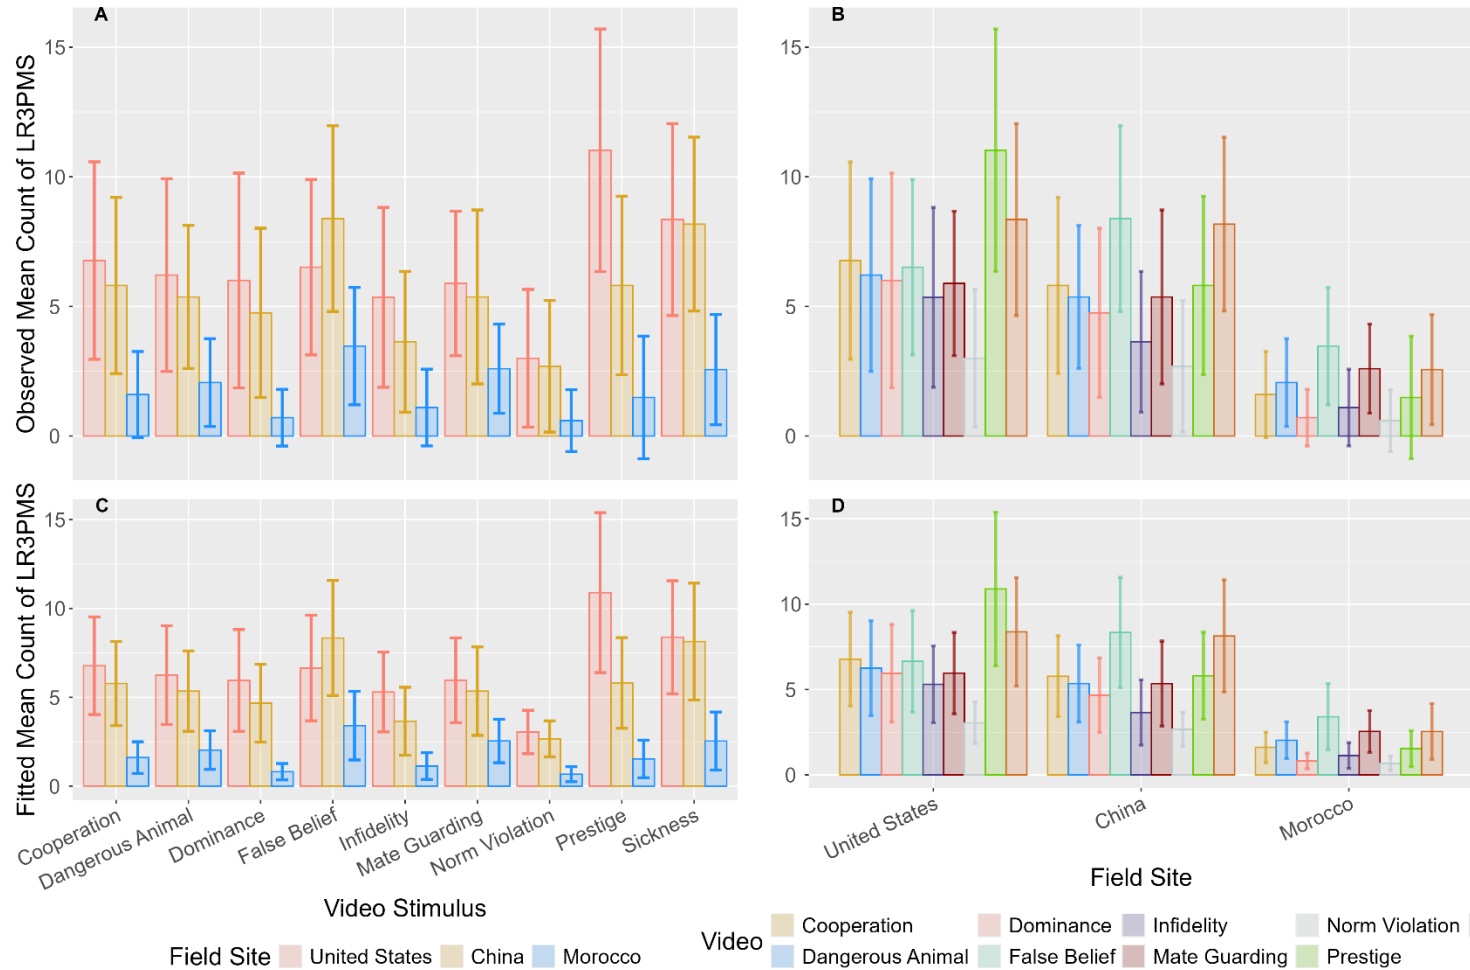 A
B
Observed Mean Count of LR3PMS
15
10
5
0
15
10
5
0
C
D
Fitted Mean Count of LR3PMS
15
10
5
0
15
10
5
0
Cooperation
Dangerous Animal
Dominance
False Belief
Infidelity
Mate Guarding
Norm Violation
Prestige
Sickness
United States
China
Morocco
Video Stimulus
Field Site
Field Site United States China Morocco
Video
Cooperation Dominance Infidelity Norm Violation
Dangerous Animal False Belief Mate Guarding Prestige